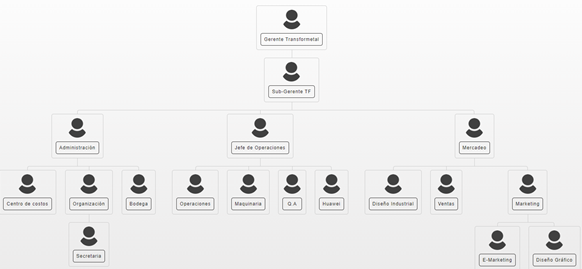 Gerente Transformetal
Sub-Gerente TF
Administración
Jefe de Operaciones
Mercadeo
Centro de costos
Organización
Bodega
Operaciones
Maquinaria
Q.A
Huawei
Diseño Industrial
Ventas
Marketing
Secretaria
E-Marketing
Diseño Gráfico